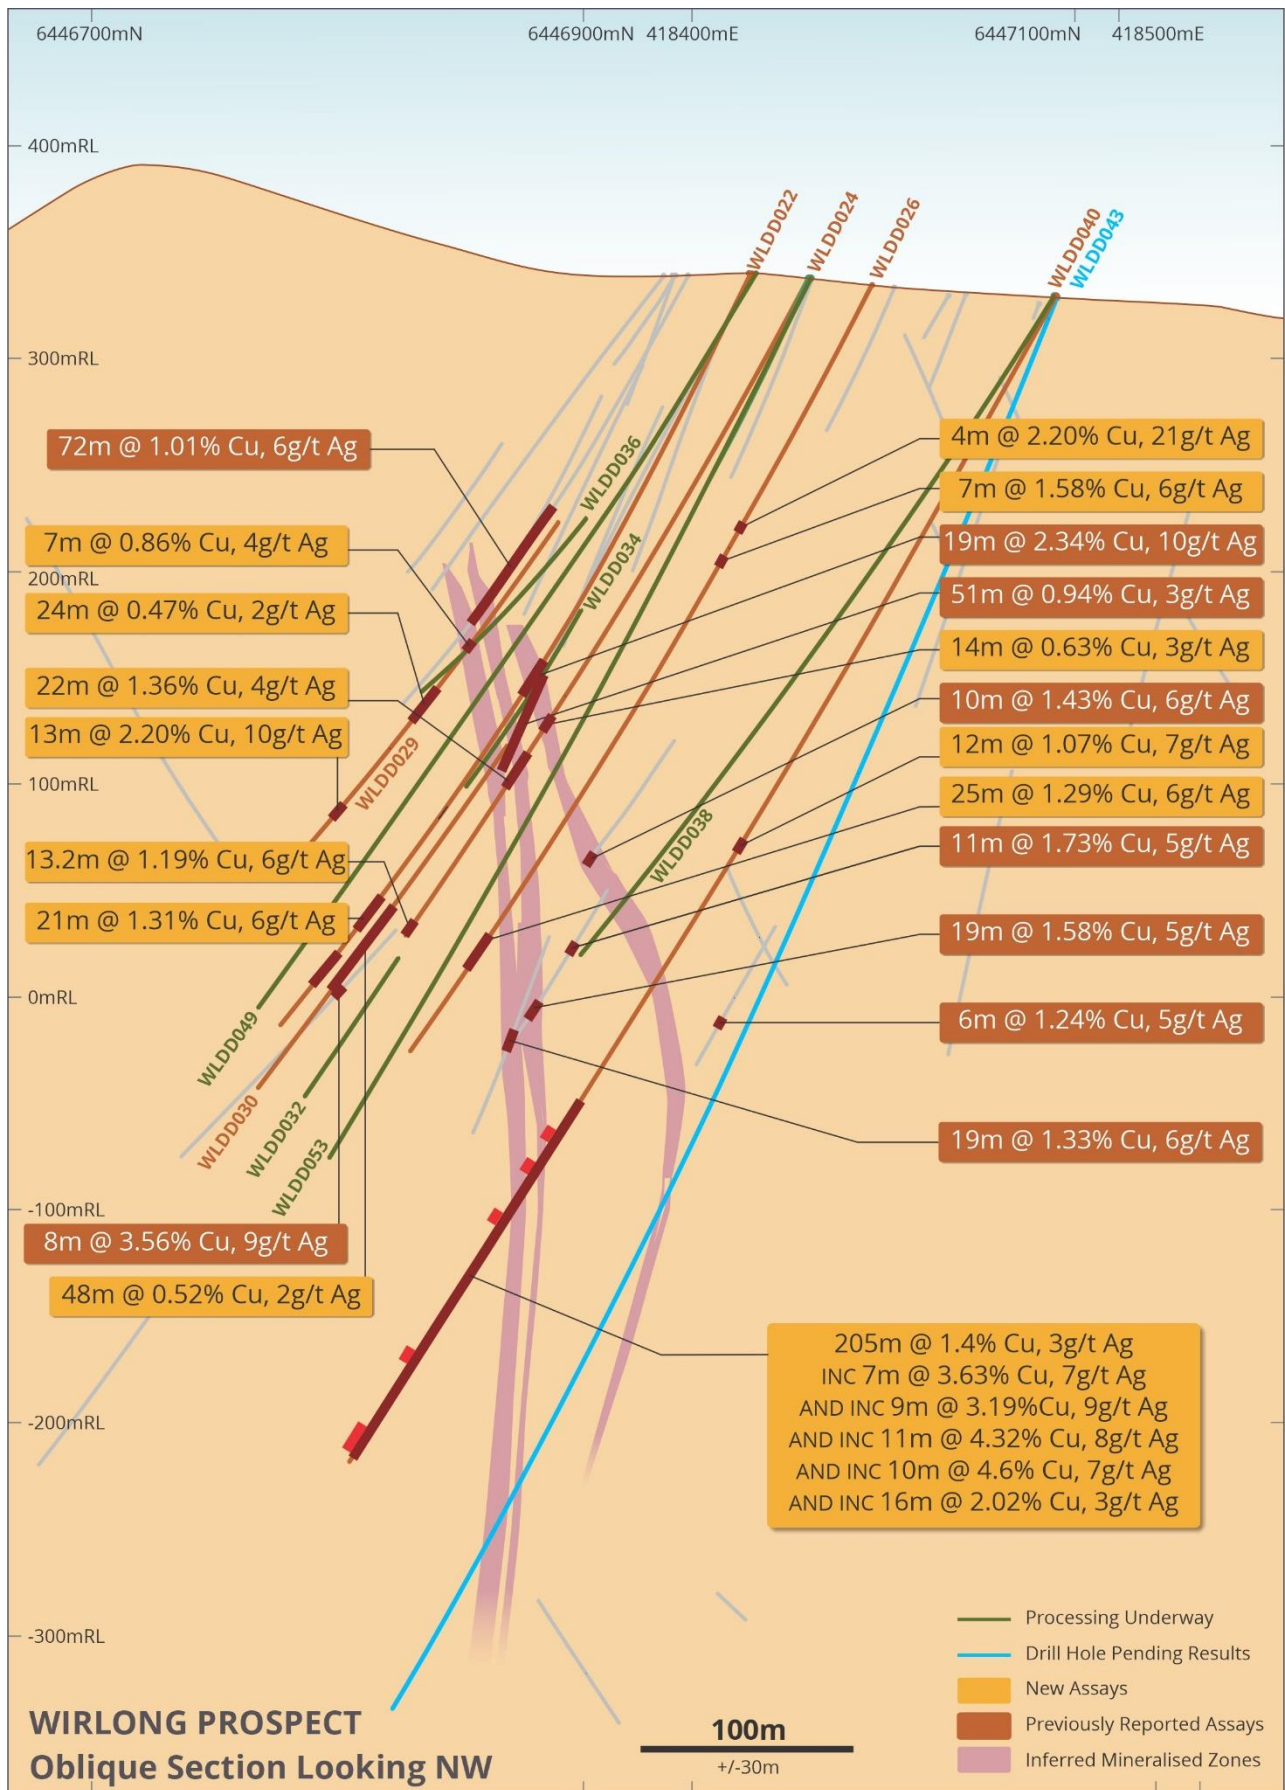 6446700mN
6446900mN
418400mE
6447100mN
418500mE
400mRL
WLDD022
WLDD024
WLDD026
WLDD040
WLDD043
300mRL
72m @ 1.01% Cu, 6g/t Ag
WLDD036
4m @ 2.20% Cu, 21g/t Ag
7m @ 1.58% Cu, 6g/t Ag
7m @ 0.86% Cu, 4g/t Ag
WLDD034
19m @ 2.34% Cu, 10g/t Ag
200mRL
24m @ 0.47% Cu, 2g/t Ag
51m @ 0.94% Cu, 3g/t Ag
14m @ 0.63% Cu, 3g/t Ag
22m @ 1.36% Cu, 4g/t Ag
10m @ 1.43% Cu, 6g/t Ag
13m @ 2.20% Cu, 10g/t Ag
12m @ 1.07% Cu, 7g/t Ag
WLDD029
100mRL
25m @ 1.29% Cu, 6g/t Ag
WLDD038
11m @ 1.73% Cu, 5g/t Ag
13.2m @ 1.19% Cu, 6g/t Ag
21m @ 1.31% Cu, 6g/t Ag
19m @ 1.58% Cu, 5g/t Ag
0mRL
6m @ 1.24% Cu, 5g/t Ag
WLDD049
WLDD030
WLDD032
WLDD053
19m @ 1.33% Cu, 6g/t Ag
-100mRL
8m @ 3.56% Cu, 9g/t Ag
48m @ 0.52% Cu, 2g/t Ag
205m @ 1.4% Cu, 3g/t Ag
INC 7m @ 3.63% Cu, 7g/t Ag
AND INC 9m @ 3.19%Cu, 9g/t Ag
AND INC 11m @ 4.32% Cu, 8g/t Ag
AND INC 10m @ 4.6% Cu, 7g/t Ag
AND INC 16m @ 2.02% Cu, 3g/t Ag
-200mRL
-300mRL
Processing Underway
Drill Hole Pending Results
New Assays
Previously Reported Assays
Inferred Mineralised Zones
WIRLONG PROSPECT
Oblique Section Looking NW
100m
+/-30m